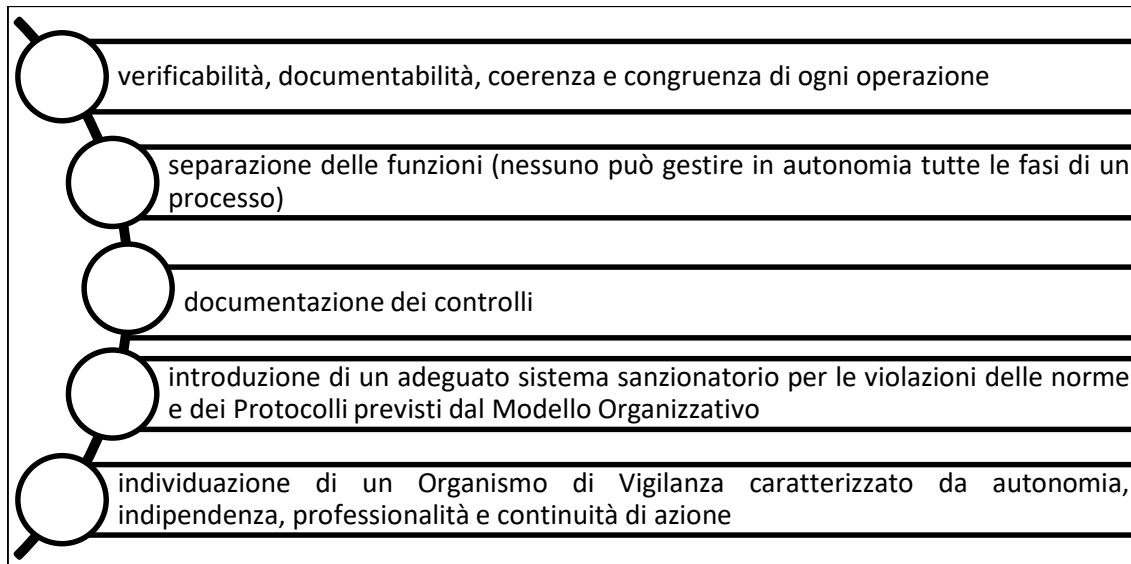 verificabilità, documentabilità, coerenza e congruenza di ogni operazione
separazione delle funzioni (nessuno può gestire in autonomia tutte le fasi di un
processo)
documentazione dei controlli
introduzione di un adeguato sistema sanzionatorio per le violazioni delle norme
e dei Protocolli previsti dal Modello Organizzativo
individuazione di un Organismo di Vigilanza caratterizzato da autonomia,
indipendenza, professionalità e continuità di azione